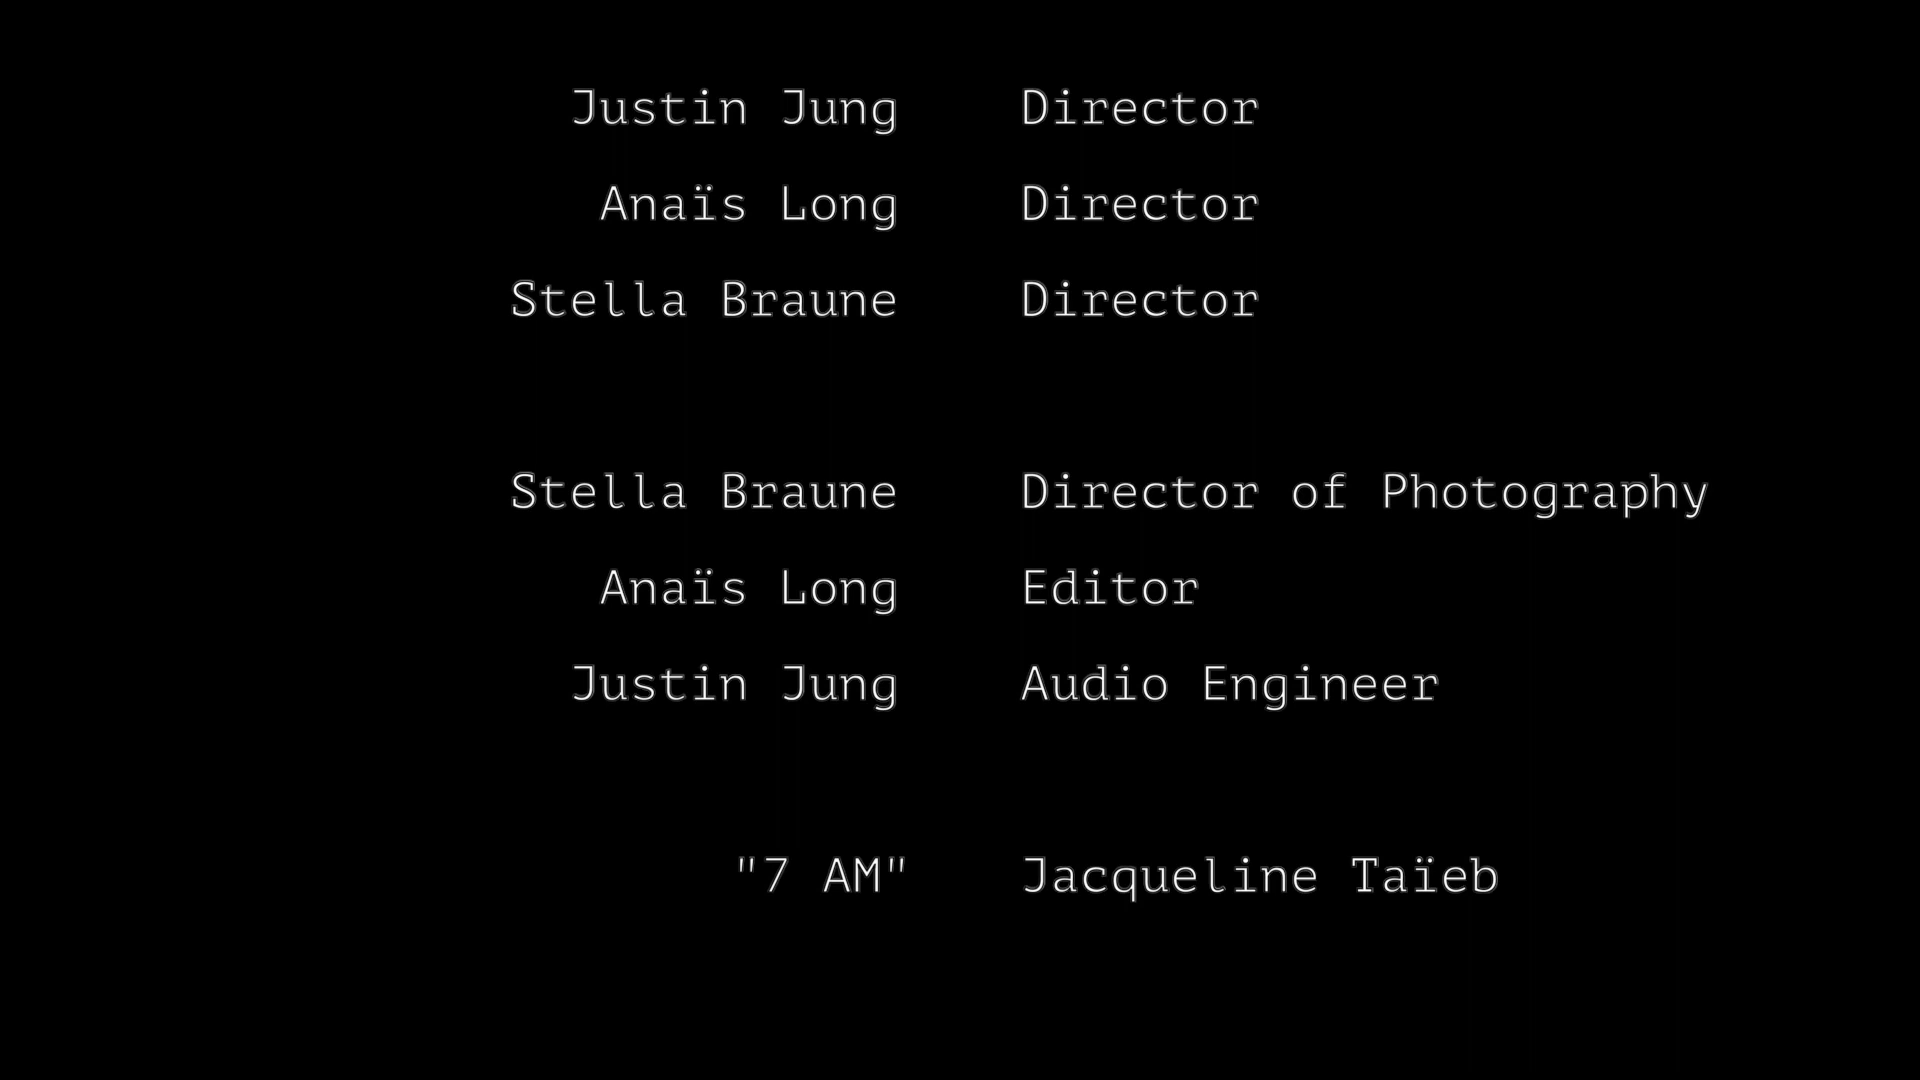 Justin Jung Director
Anaïs Long Director
Stella Braune Director
Stella Braune Director of Photography
Anaïs Long Editor
Justin Jung Audio Engineer
"7 AM" Jacqueline Taïeb